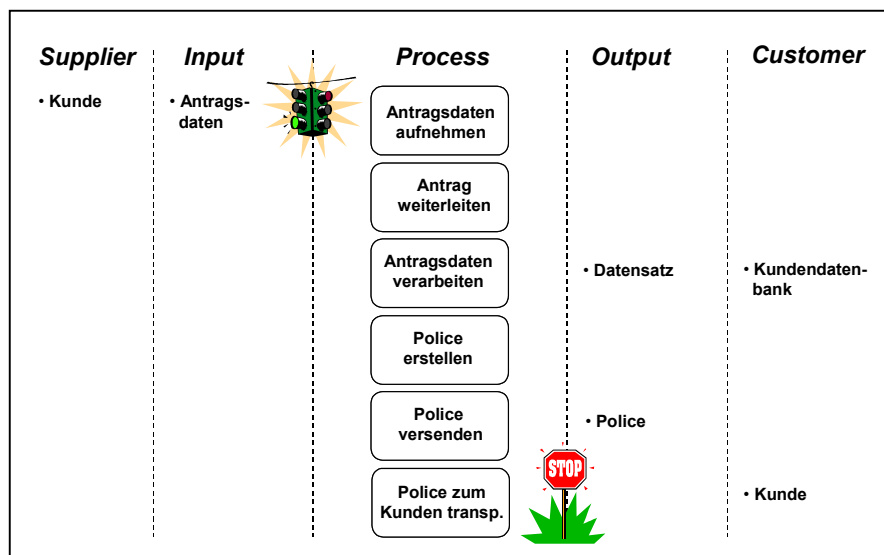 Supplier
Input
Process
Output
Customer
• Kunde
• Antrags-
daten
Antragsdaten
aufnehmen
Antrag
weiterleiten
Antragsdaten
verarbeiten
• Datensatz
• Kundendaten-
bank
Police
erstellen
Police
versenden
• Police
STOP
Police zum
Kunden transp.
• Kunde